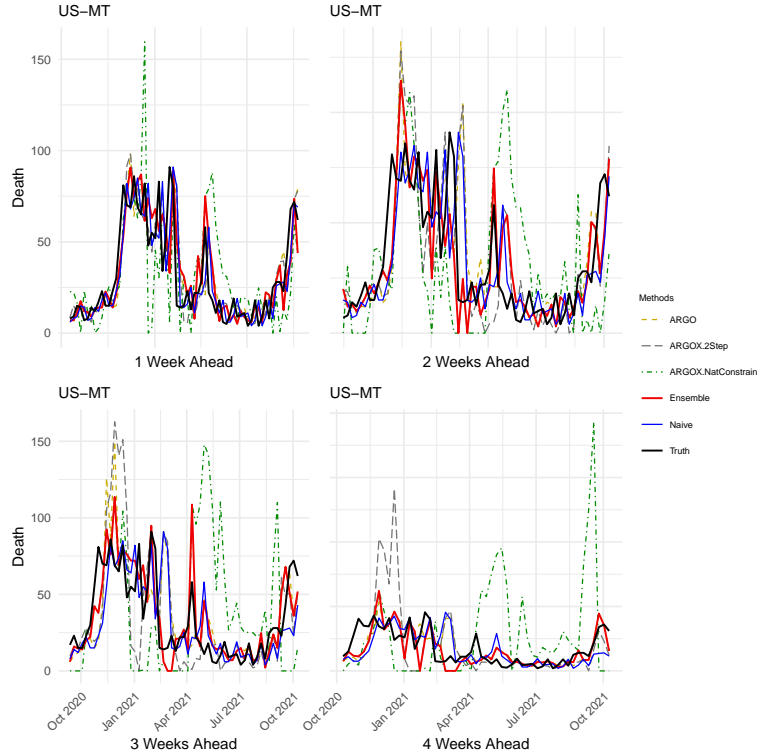 US−MT
US−MT
150
100
50
0
Death
1 Week Ahead
2 Weeks Ahead
Methods
ARGO
ARGOX.2Step
ARGOX.NatConstrain
Ensemble
Naive
Truth
US−MT
US−MT
150
100
50
0
Death
Oct 2020
Jan 2021
Apr 2021
Jul 2021
Oct 2021
Oct 2020
Jan 2021
Apr 2021
Jul 2021
Oct 2021
3 Weeks Ahead
4 Weeks Ahead